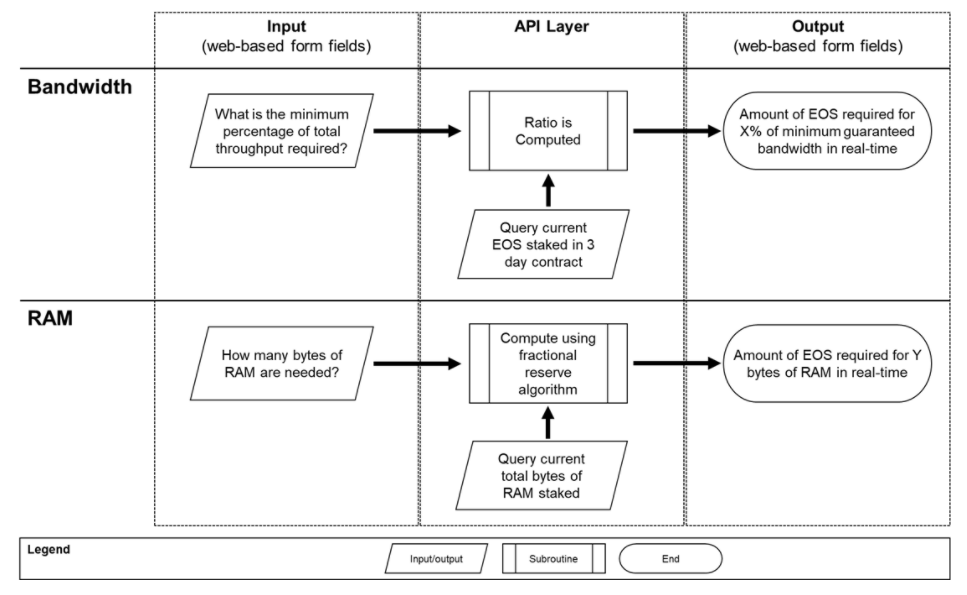 Input
(web-based form fields)
API Layer
Output
(web-based form fields)
Bandwidth
What is the minimum
percentage of total
throughput required?
Ratio is
Computed
Amount of EOS required for
X% of minimum guaranteed
bandwidth in real-time
Query current
EOS staked in 3
day contract
RAM
How many bytes of
RAM are needed?
Compute using
fractional
reserve
algorithm
Amount of EOS required for Y
bytes of RAM in real-time
Query current
total bytes of
RAM staked
Legend
Input/output
Subroutine
End